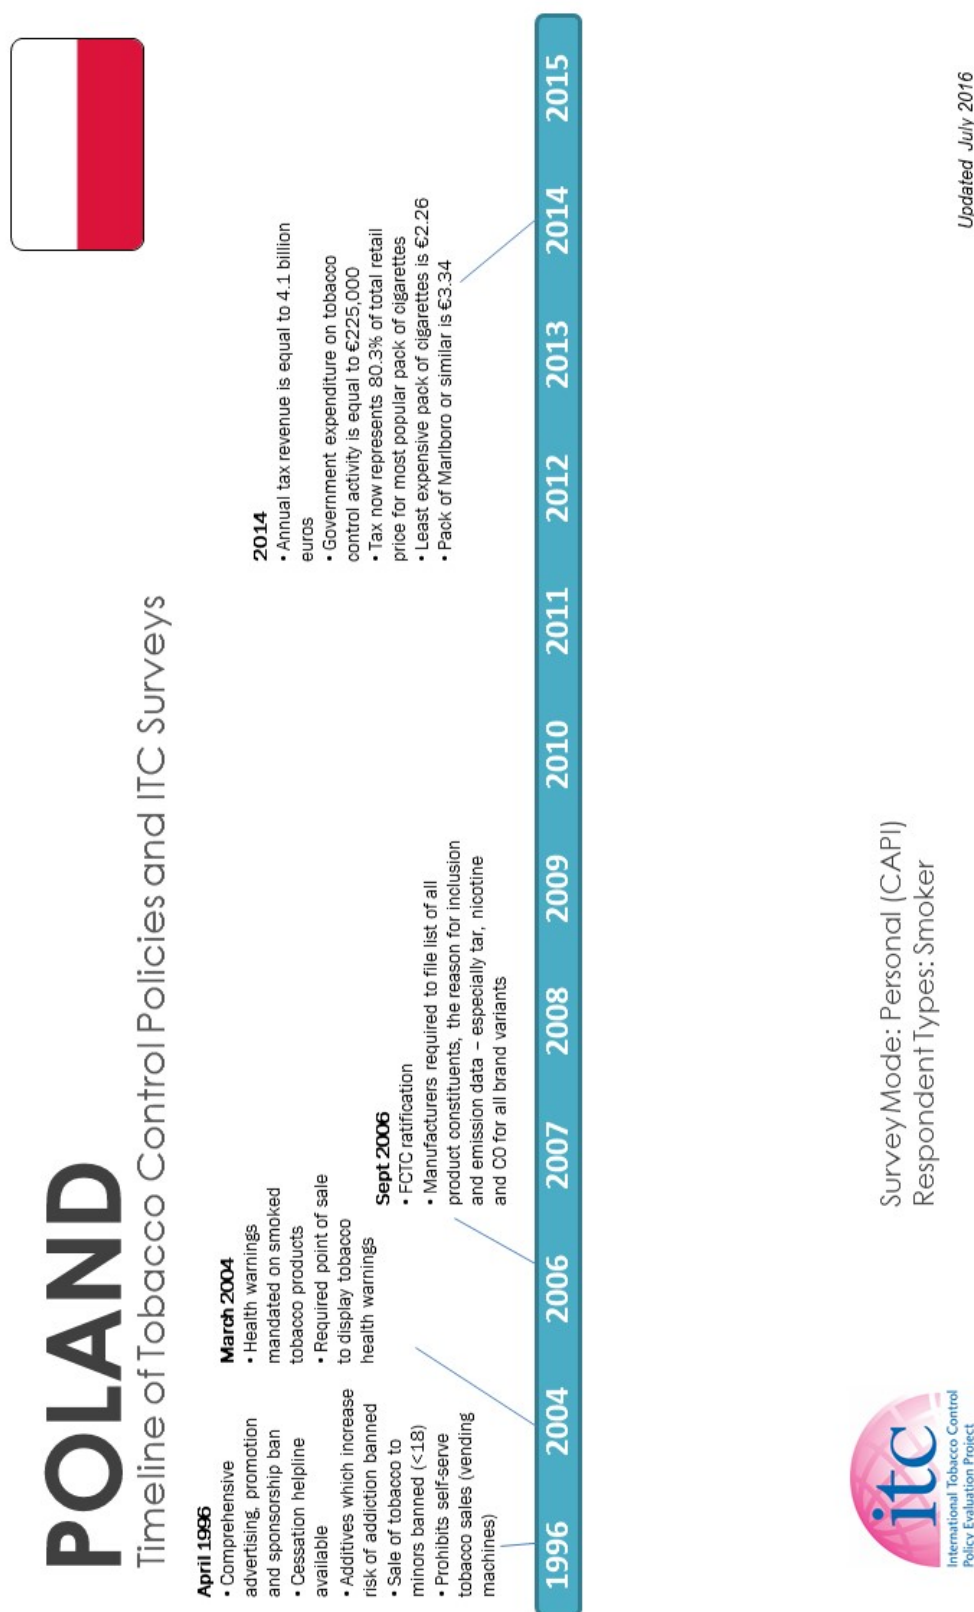 POLAND
Timeline of Tobacco Control Policies and ITC Surveys
April 1996
• Comprehensive
advertising, promotion
and sponsorship ban
• Cessation helpline
available
• Additives which increase
risk of addiction banned
• Sale of tobacco to
minors banned (<18)
• Prohibits self-serve
tobacco sales (vending
machines)
March 2004
• Health warnings
mandated on smoked
tobacco products
• Required point of sale
to display tobacco
health warnings
Sept 2006
• FCTC ratification
• Manufacturers required to file list of all
product constituents, the reason for inclusion
and emission data – especially tar, nicotine
and CO for all brand variants
2014
• Annual tax revenue is equal to 4.1 billion
euros
• Government expenditure on tobacco
control activity is equal to €225,000
• Tax now represents 80.3% of total retail
price for most popular pack of cigarettes
• Least expensive pack of cigarettes is €2.26
• Pack of Marlboro or similar is €3.34
1996 2004 2006 2007 2008 2009 2010 2011 2012 2013 2014 2015
itc
International Tobacco Control
Policy Evaluation Project
Survey Mode: Personal (CAPI)
Respondent Types: Smoker
Updated July 2016